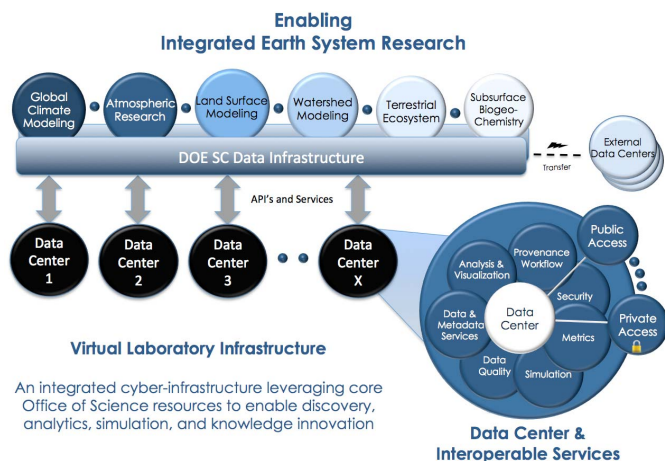 Enabling
Integrated Earth System Research
Global
Climate
Modeling
Atmospheric
Research
Land Surface
Modeling
Watershed
Modeling
Terrestrial
Ecosystem
Subsurface
Biogeo-
Chemistry
DOE SC Data Infrastructure
Transfer
External
Data Centers
API's and Services
Data
Center
1
Data
Center
2
Data
Center
3
Data
Center
X
Public
Access
Provenance
Workflow
Analysis &
Visualization
Security
Data
Center
Data &
Metadata
Services
Metrics
Private
Access
Data
Quality
Simulation
Virtual Laboratory Infrastructure
An integrated cyber-infrastructure leveraging core
Office of Science resources to enable discovery,
analytics, simulation, and knowledge innovation
Data Center &
Interoperable Services